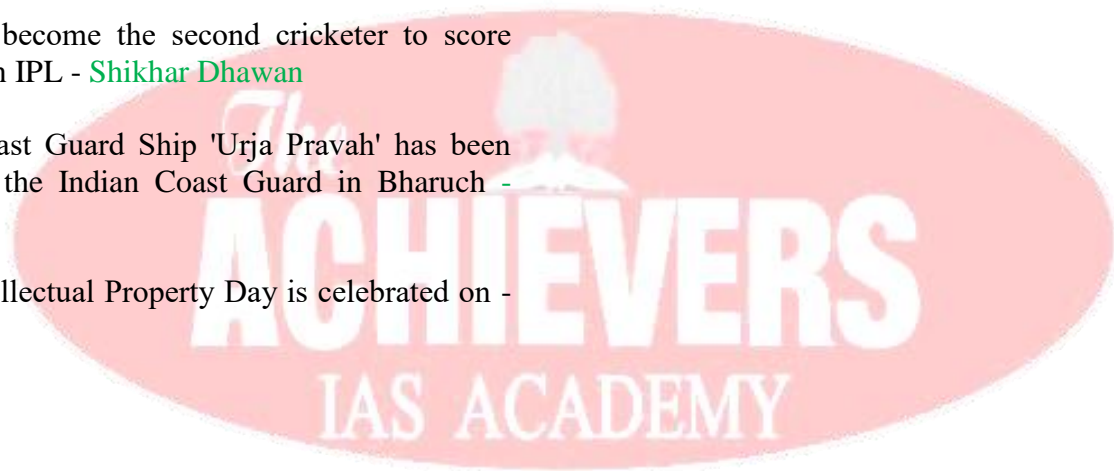 become the second cricketer to score
n IPL - Shikhar Dhawan
ast Guard Ship 'Urja Pravah' has been
the Indian Coast Guard in Bharuch -
llectual Property Day is celebrated on -
The
ACHIEVERS
IAS ACADEMY